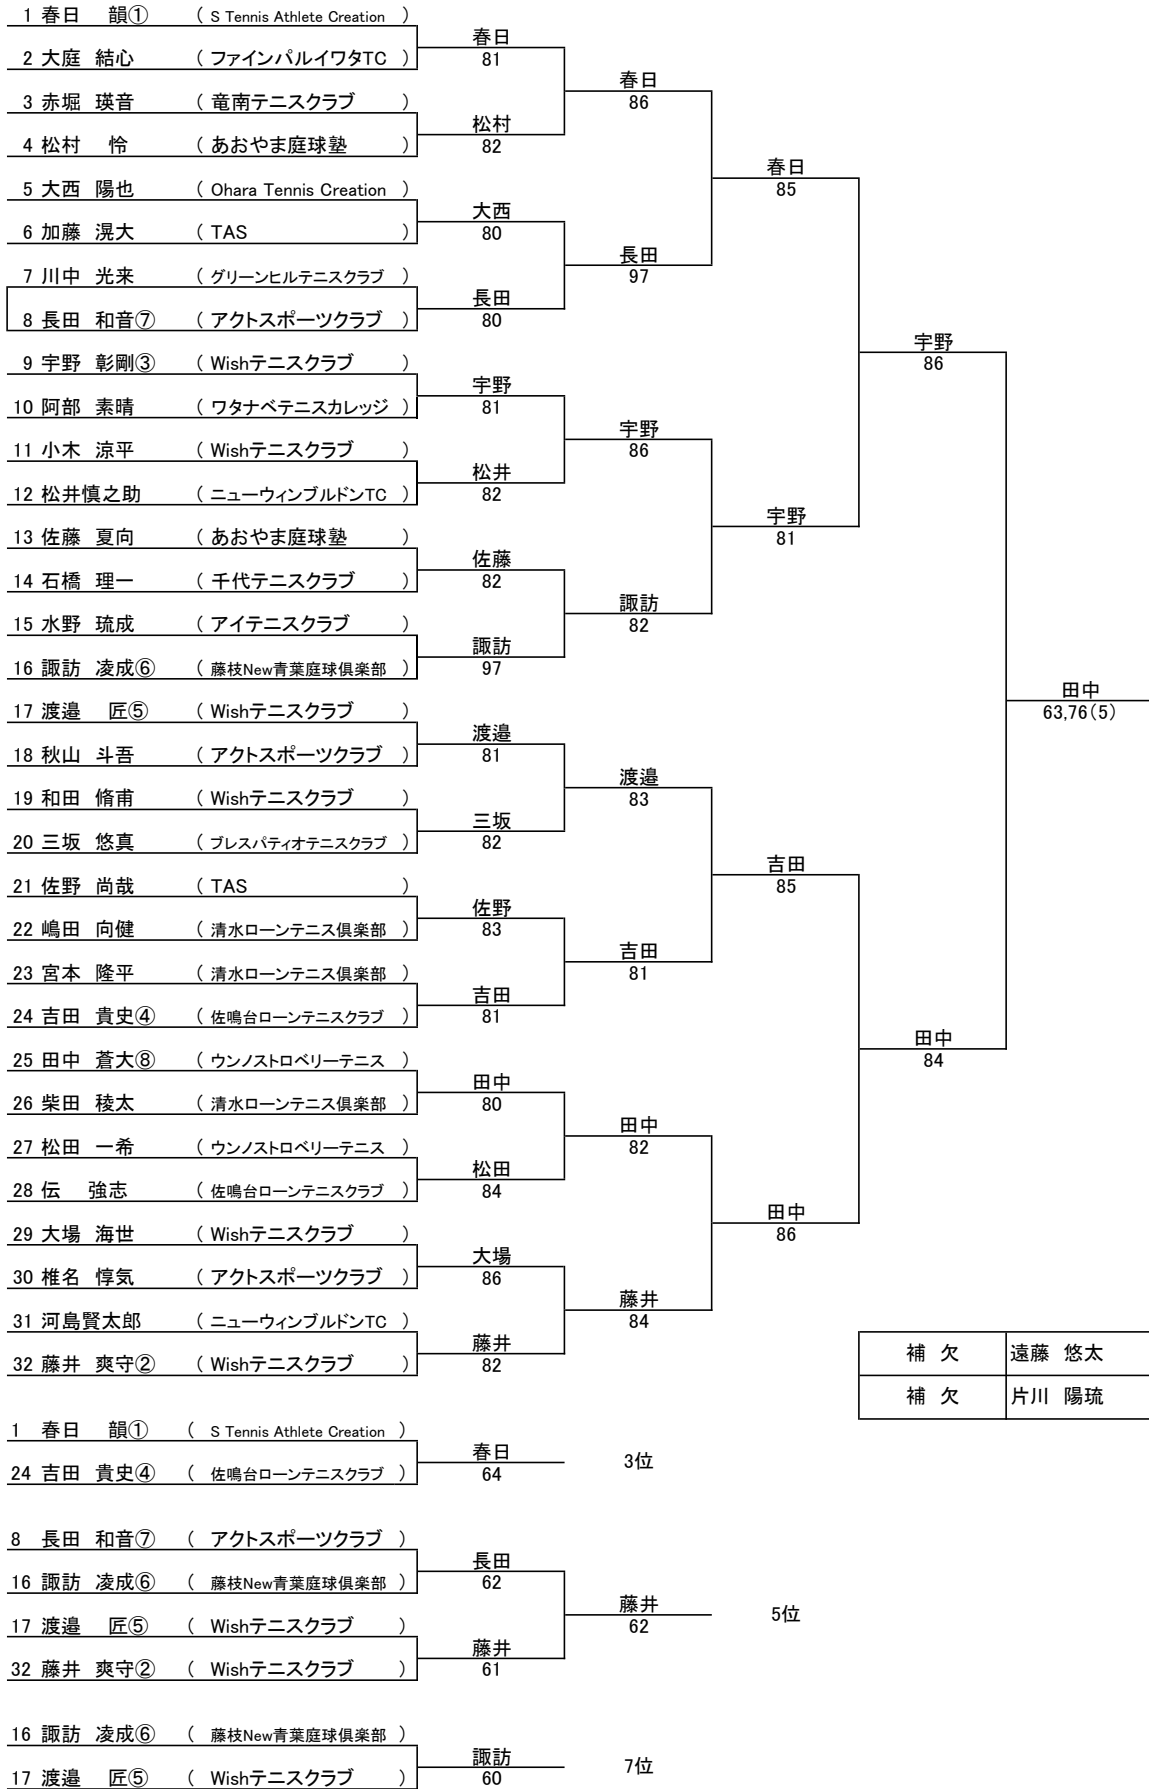 1 春日 韻① ( S Tennis Athlete Creation )
春日
2 大庭 結心 ( ファインパルイワタTC )
81
春日
3 赤堀 瑛音 ( 竜南テニスクラブ )
86
松村
4 松村 怜 ( あおやま庭球塾 )
82
春日
5 大西 陽也 ( Ohara Tennis Creation )
85
大西
6 加藤 滉大 ( TAS )
80
長田
7 川中 光来 ( グリーンヒルテニスクラブ )
97
長田
8 長田 和音⑦ ( アクトスポーツクラブ )
80
宇野
9 宇野 彰剛③ ( Wishテニスクラブ )
86
宇野
10 阿部 素晴 ( ワタナベテニスカレッジ )
81
宇野
11 小木 涼平 ( Wishテニスクラブ )
86
松井
12 松井慎之助 ( ニューウィンブルドンTC )
82
宇野
13 佐藤 夏向 ( あおやま庭球塾 )
81
佐藤
14 石橋 理一 ( 千代テニスクラブ )
82
諏訪
15 水野 琉成 ( アイテニスクラブ )
82
諏訪
16 諏訪 凌成⑥ ( 藤枝New青葉庭球倶楽部 )
97
田中
17 渡邉 匠⑤ ( Wishテニスクラブ )
63,76(5)
渡邉
18 秋山 斗吾 ( アクトスポーツクラブ )
81
渡邉
19 和田 脩甫 ( Wishテニスクラブ )
83
三坂
20 三坂 悠真 ( ブレスパティオテニスクラブ )
82
吉田
21 佐野 尚哉 ( TAS )
85
佐野
22 嶋田 向健 ( 清水ローンテニス倶楽部 )
83
吉田
23 宮本 隆平 ( 清水ローンテニス倶楽部 )
81
吉田
24 吉田 貴史④ ( 佐鳴台ローンテニスクラブ )
81
田中
25 田中 蒼大⑧ ( ウンノストロベリーテニス )
84
田中
26 柴田 稜太 ( 清水ローンテニス倶楽部 )
80
田中
27 松田 一希 ( ウンノストロベリーテニス )
82
松田
28 伝 強志 ( 佐鳴台ローンテニスクラブ )
84
田中
29 大場 海世 ( Wishテニスクラブ )
86
大場
30 椎名 惇気 ( アクトスポーツクラブ )
86
藤井
31 河島賢太郎 ( ニューウィンブルドンTC )
84
藤井
32 藤井 爽守② ( Wishテニスクラブ )
82
補 欠 遠藤 悠太
補 欠 片川 陽琉
1 春日 韻① ( S Tennis Athlete Creation )
春日 3位
24 吉田 貴史④ ( 佐鳴台ローンテニスクラブ )
64
8 長田 和音⑦ ( アクトスポーツクラブ )
長田
16 諏訪 凌成⑥ ( 藤枝New青葉庭球倶楽部 )
62
藤井 5位
17 渡邉 匠⑤ ( Wishテニスクラブ )
62
藤井
32 藤井 爽守② ( Wishテニスクラブ )
61
16 諏訪 凌成⑥ ( 藤枝New青葉庭球倶楽部 )
諏訪 7位
17 渡邉 匠⑤ ( Wishテニスクラブ )
60